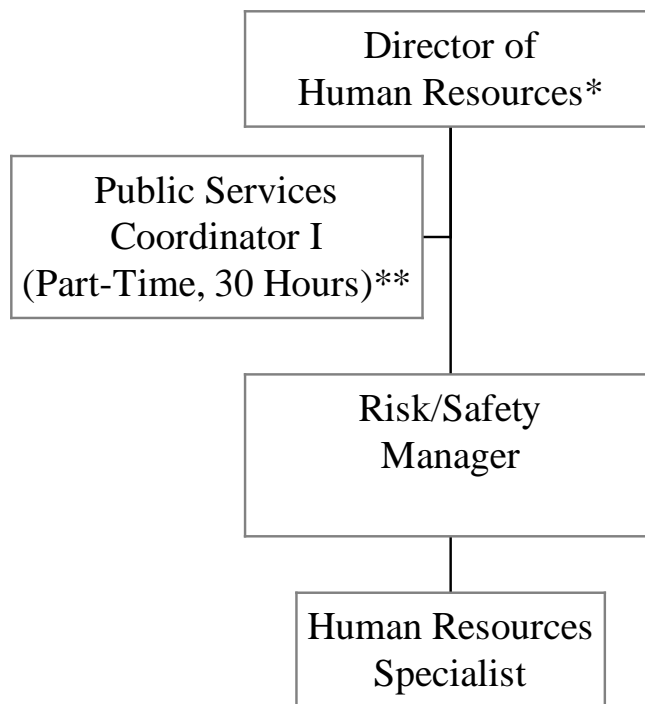 Director of
Human Resources*
Public Services
Coordinator I
(Part-Time, 30 Hours)**
Risk/Safety
Manager
Human Resources
Specialist